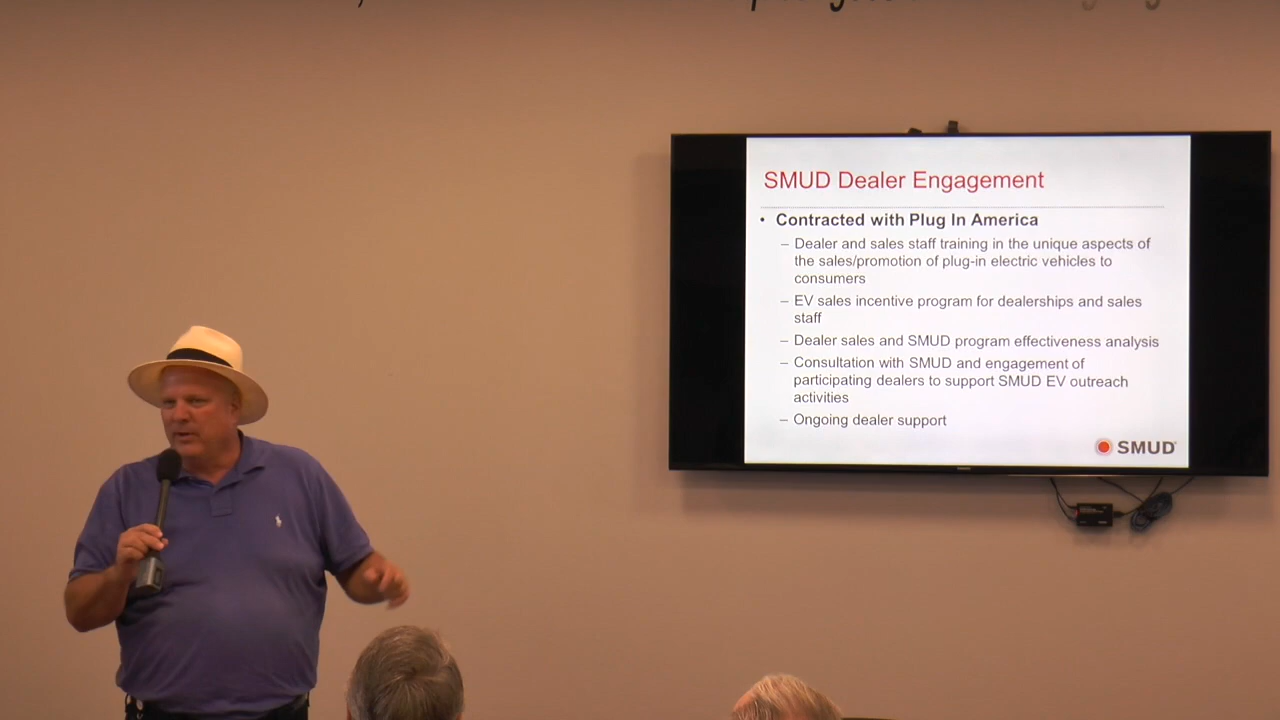 SMUD Dealer Engagement
• Contracted with Plug In America
– Dealer and sales staff training in the unique aspects of
the sales/promotion of plug-in electric vehicles to
consumers
– EV sales incentive program for dealerships and sales
staff
– Dealer sales and SMUD program effectiveness analysis
– Consultation with SMUD and engagement of
participating dealers to support SMUD EV outreach
activities
– Ongoing dealer support
SMUD